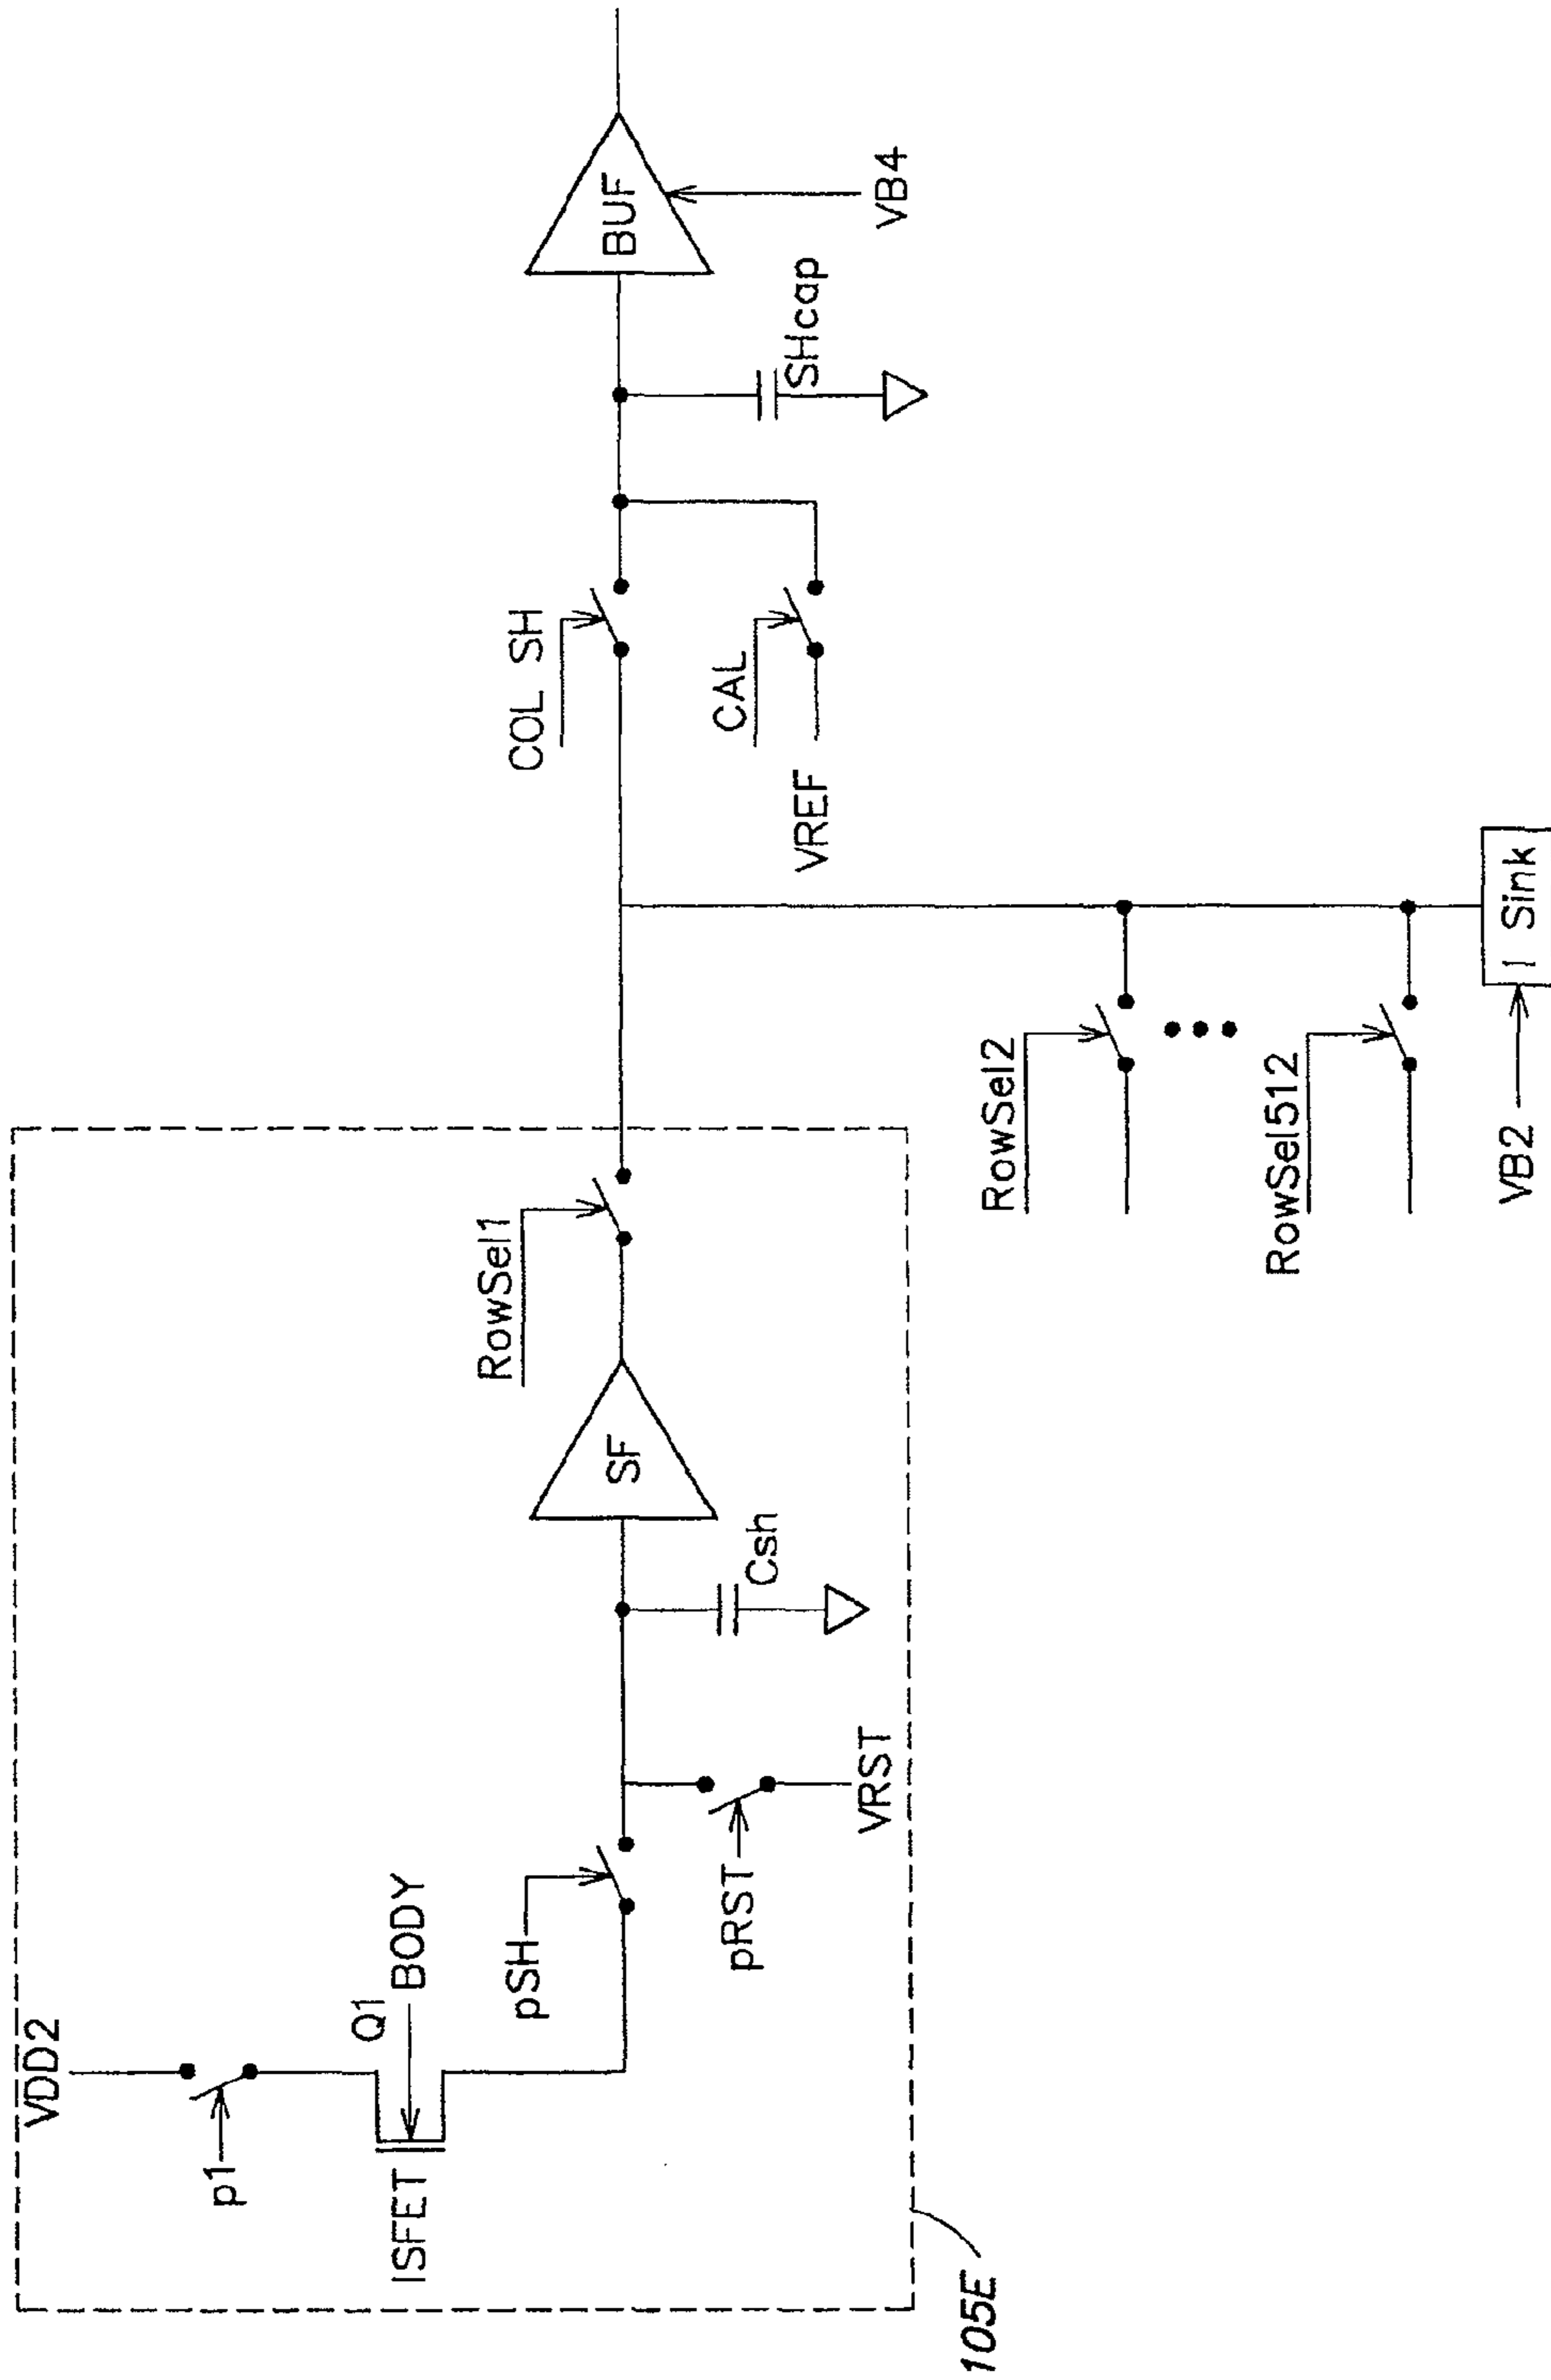 VDD2
p1
ISFET
Q1
BODY
pSH
pRST
VRST
Csh
SF
RowSel1
105E
RowSel2
RowSel512
VB2
I Sink
COL SH
CAL
VREF
SHcap
BUF
VB4